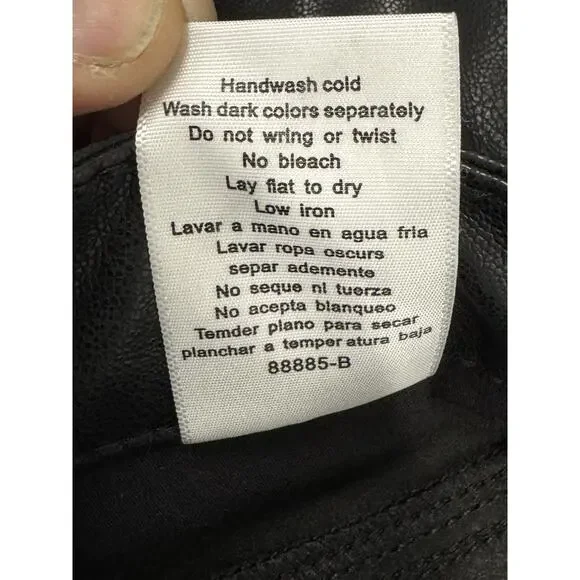 Handwash cold
Wash dark colors separately
Do not wring or twist
No bleach
Lay flat to dry
Low iron
Lavar a mano en agua fria
Lavar ropa oscurs
separ ademente
No seque ni tuerza
No acepta blanqueo
Temder plano para secar
planchar a temper atura baja
88885-B